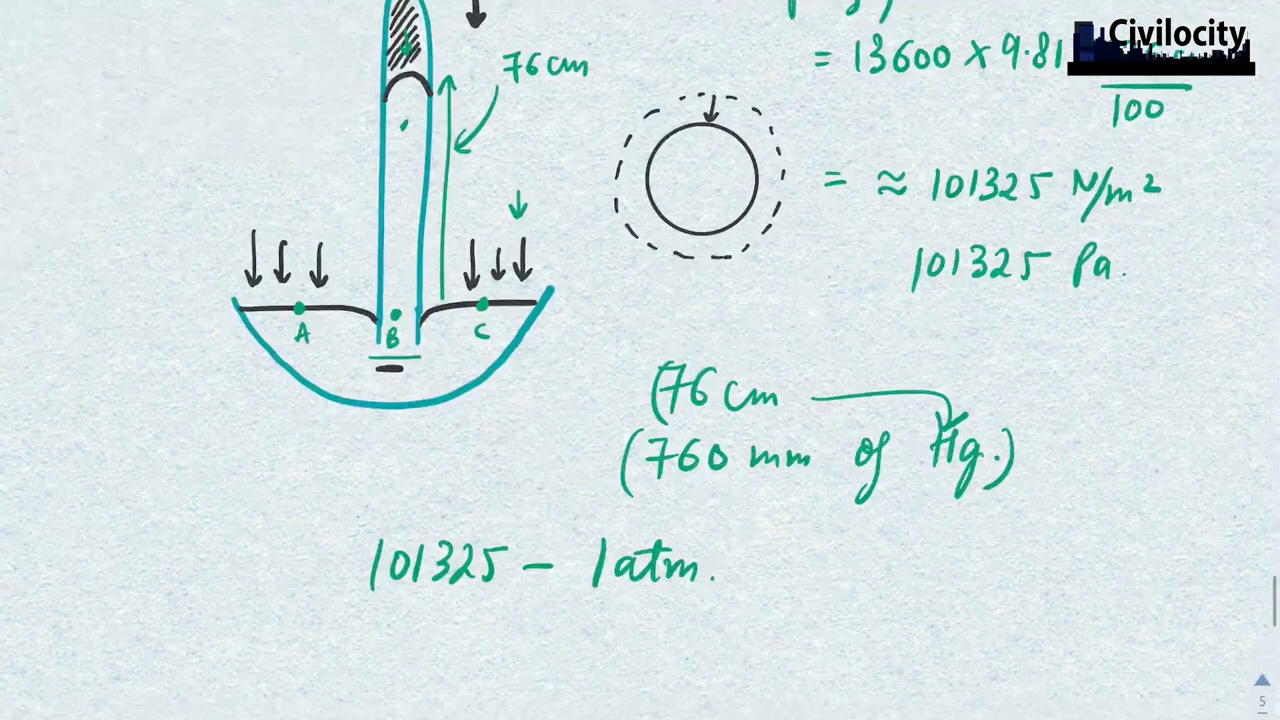 Civilocity
76 cm
= 13600 × 9.81
100
= ≈ 101325 N/m²
101325 Pa.
A B C
(76 cm
(760 mm of Hg.)
101325 - 1 atm.
5